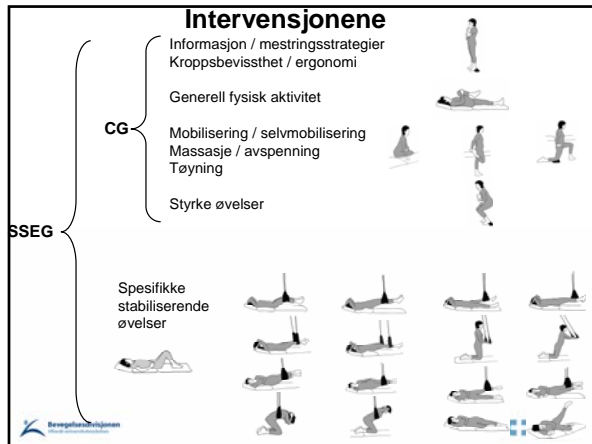 Intervensjonene
Informasjon / mestringsstrategier
Kroppsbevissthet / ergonomi
Generell fysisk aktivitet
CG
Mobilisering / selvmobilisering
Massasje / avspenning
Tøyning
Styrke øvelser
SSEG
Spesifikke
stabiliserende
øvelser
Bevegelsesdivisjonen